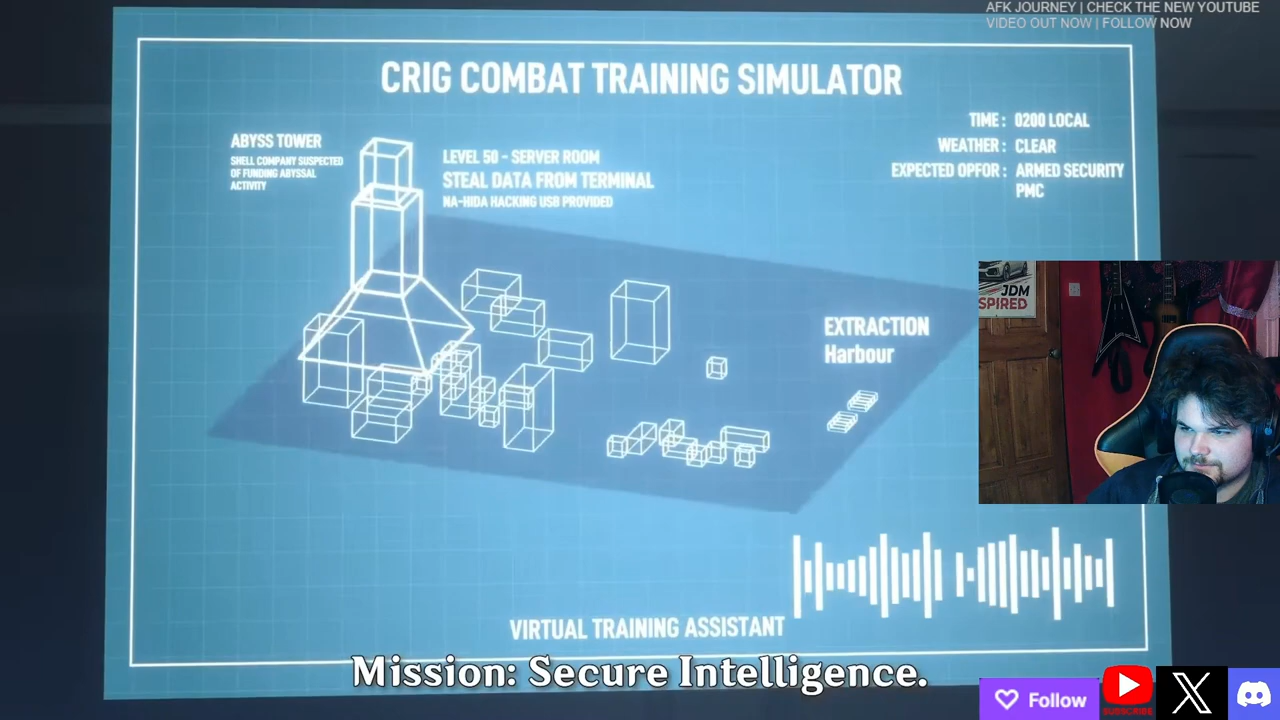 AFK JOURNEY | CHECK THE NEW YOUTUBE
VIDEO OUT NOW | FOLLOW NOW
CRIG COMBAT TRAINING SIMULATOR
TIME: 0200 LOCAL
WEATHER: CLEAR
EXPECTED OPFOR: ARMED SECURITY
PMC
ABYSS TOWER
SHELL COMPANY SUSPECTED
OF FUNDING ABYSSAL
ACTIVITY
LEVEL 50 - SERVER ROOM
STEAL DATA FROM TERMINAL
NA-HIDA HACKING USB PROVIDED
EXTRACTION
Harbour
JDM
SPIRED
VIRTUAL TRAINING ASSISTANT
Mission: Secure Intelligence.
Follow
SUBSCRIBE